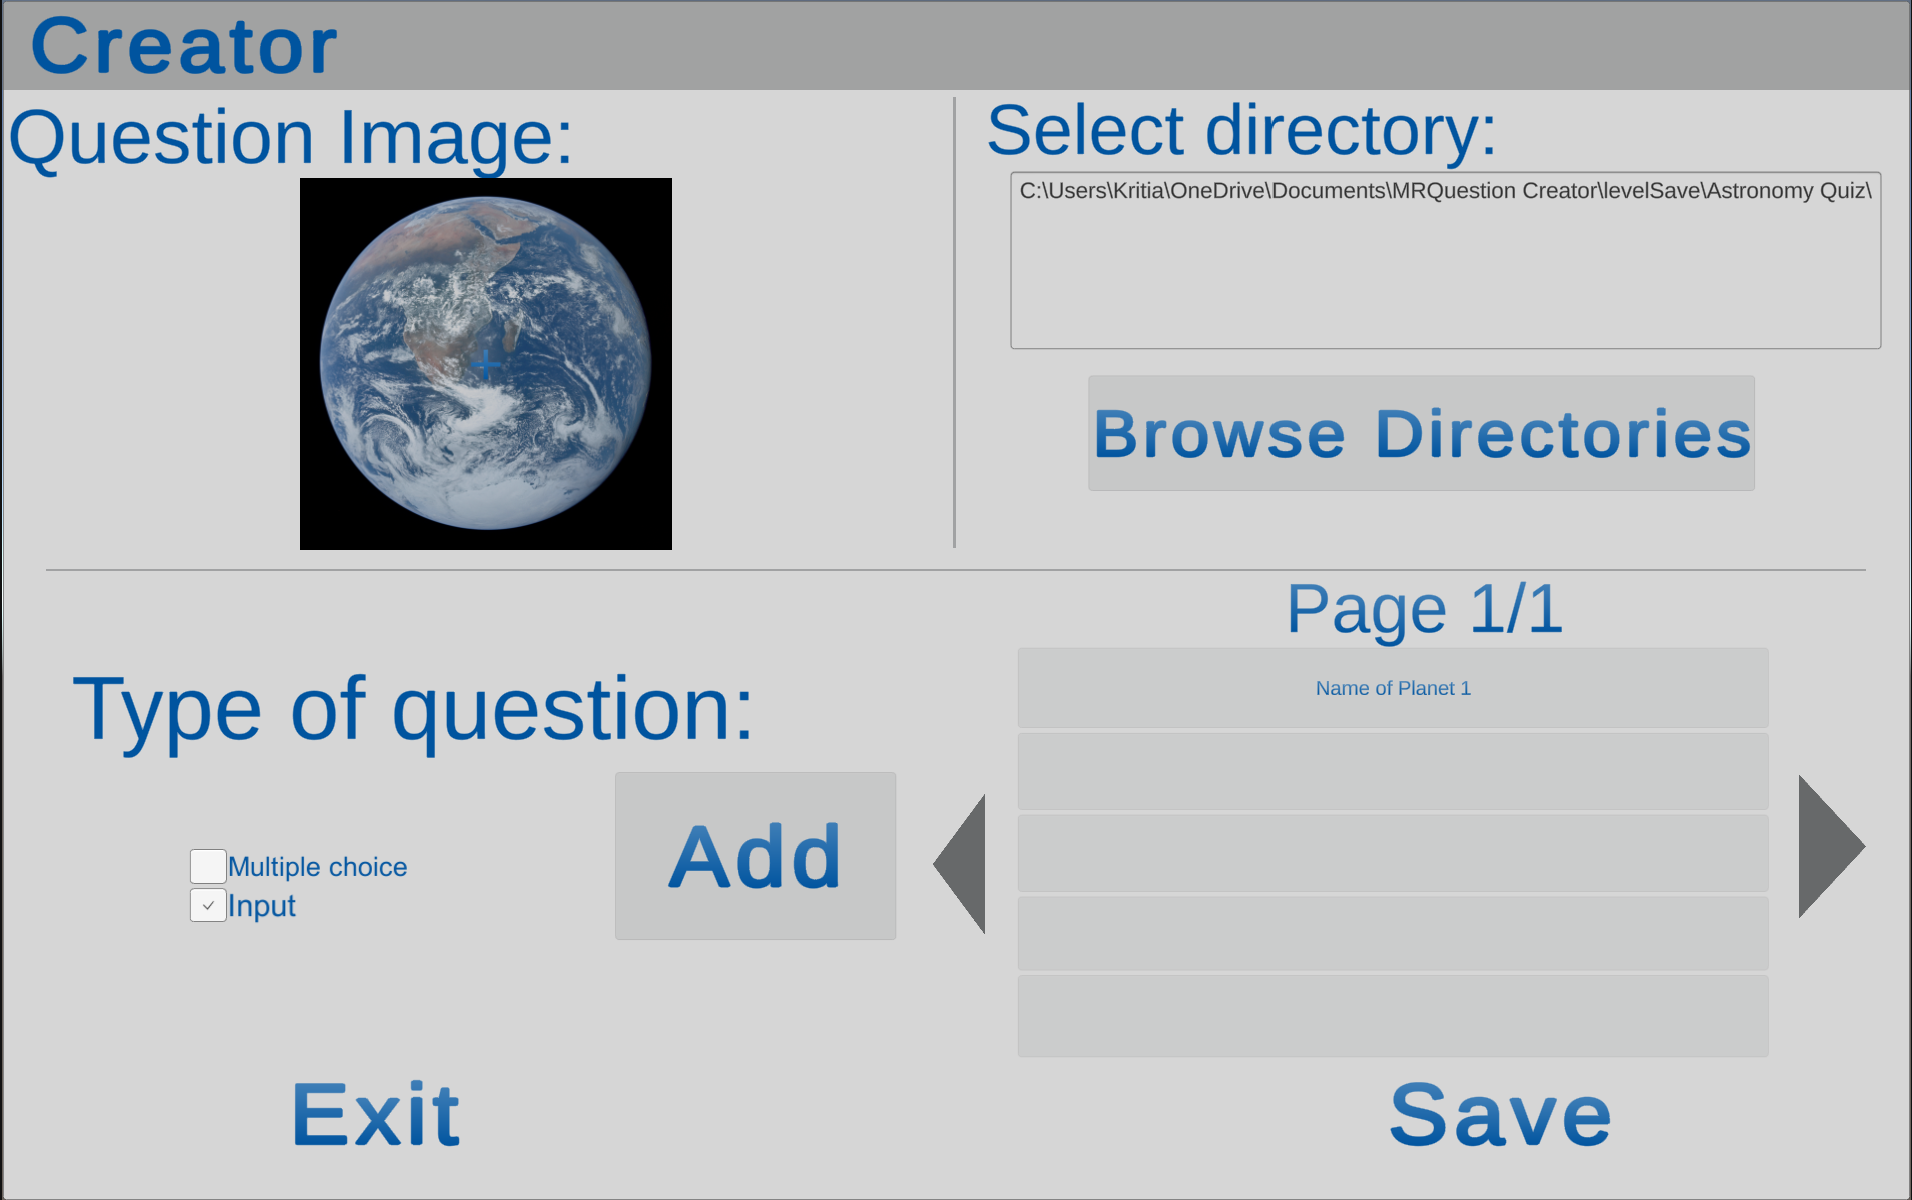 Creator
Question Image:
Select directory:
C:\Users\Kritia\OneDrive\Documents\MRQuestion Creator\levelSave\Astronomy Quiz\
Browse Directories
Page 1/1
Type of question:
Name of Planet 1
Add
Multiple choice
Input
Exit
Save